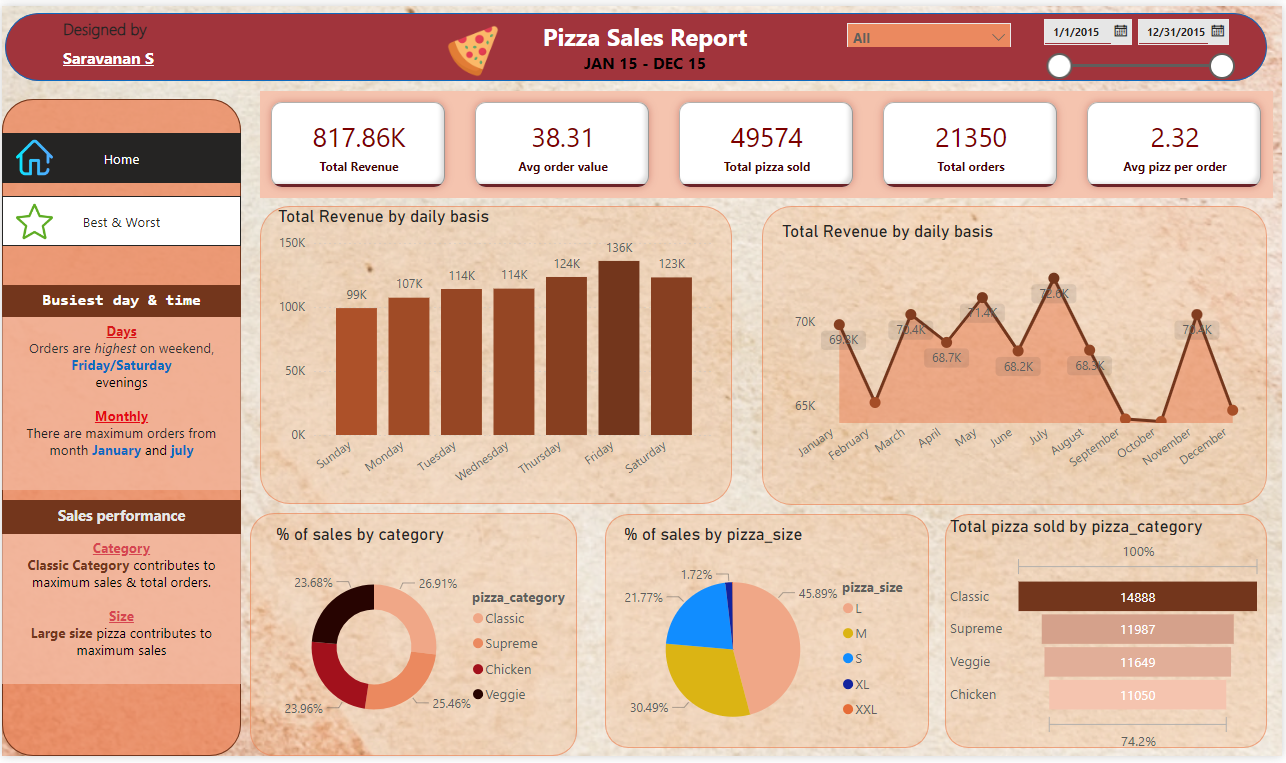 Designed by
Saravanan S
Pizza Sales Report
JAN 15 - DEC 15
All
1/1/2015
12/31/2015
Home
Best & Worst
Busiest day & time
Days
Orders are highest on weekend,
Friday/Saturday
evenings
Monthly
There are maximum orders from
month January and july
Sales performance
Category
Classic Category contributes to
maximum sales & total orders.
Size
Large size pizza contributes to
maximum sales
817.86K
Total Revenue
38.31
Avg order value
49574
Total pizza sold
21350
Total orders
2.32
Avg pizz per order
Total Revenue by daily basis
150K
100K
50K
0K
99K
107K
114K
114K
124K
136K
123K
Sunday
Monday
Tuesday
Wednesday
Thursday
Friday
Saturday
Total Revenue by daily basis
70K
65K
69.8K
70.4K
68.7K
71.4K
68.2K
72.6K
68.3K
70.4K
January
February
March
April
May
June
July
August
September
October
November
December
% of sales by category
23.68%
26.91%
23.96%
25.46%
pizza_category
Classic
Supreme
Chicken
Veggie
% of sales by pizza_size
1.72%
21.77%
45.89%
30.49%
pizza_size
L
M
S
XL
XXL
Total pizza sold by pizza_category
100%
Classic 14888
Supreme 11987
Veggie 11649
Chicken 11050
74.2%